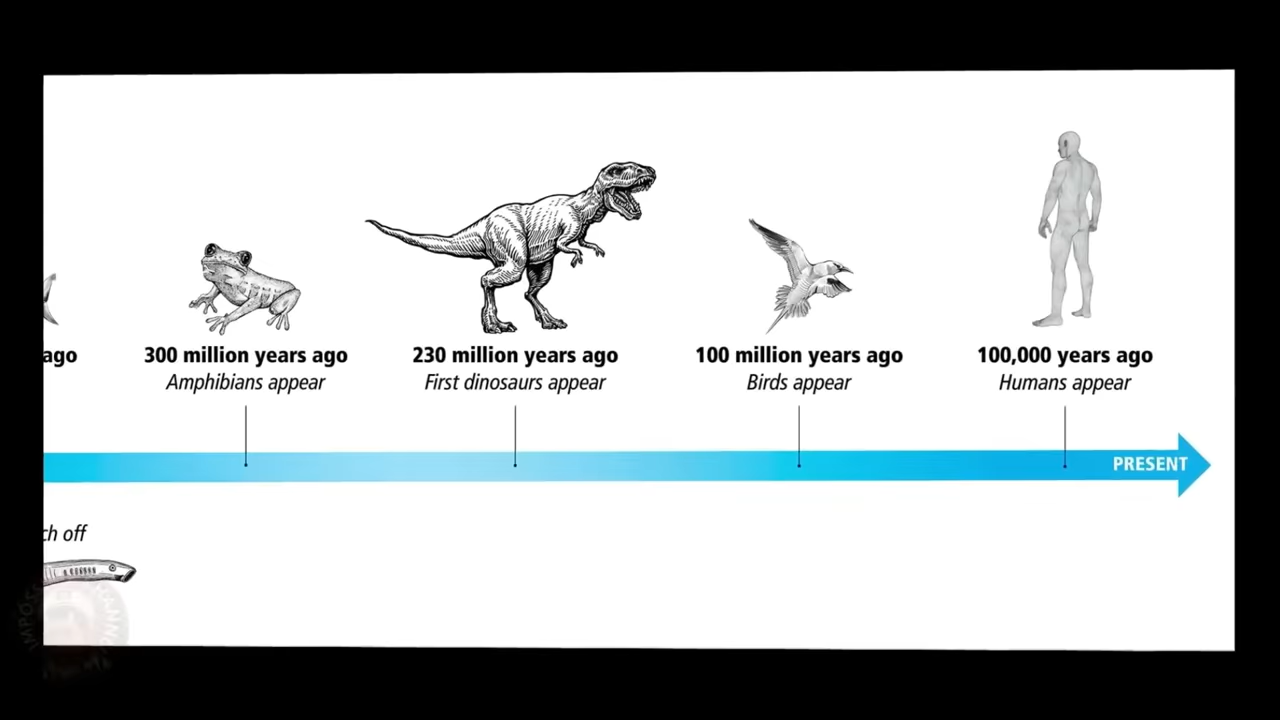 ago
300 million years ago
Amphibians appear
230 million years ago
First dinosaurs appear
100 million years ago
Birds appear
100,000 years ago
Humans appear
PRESENT
ch off